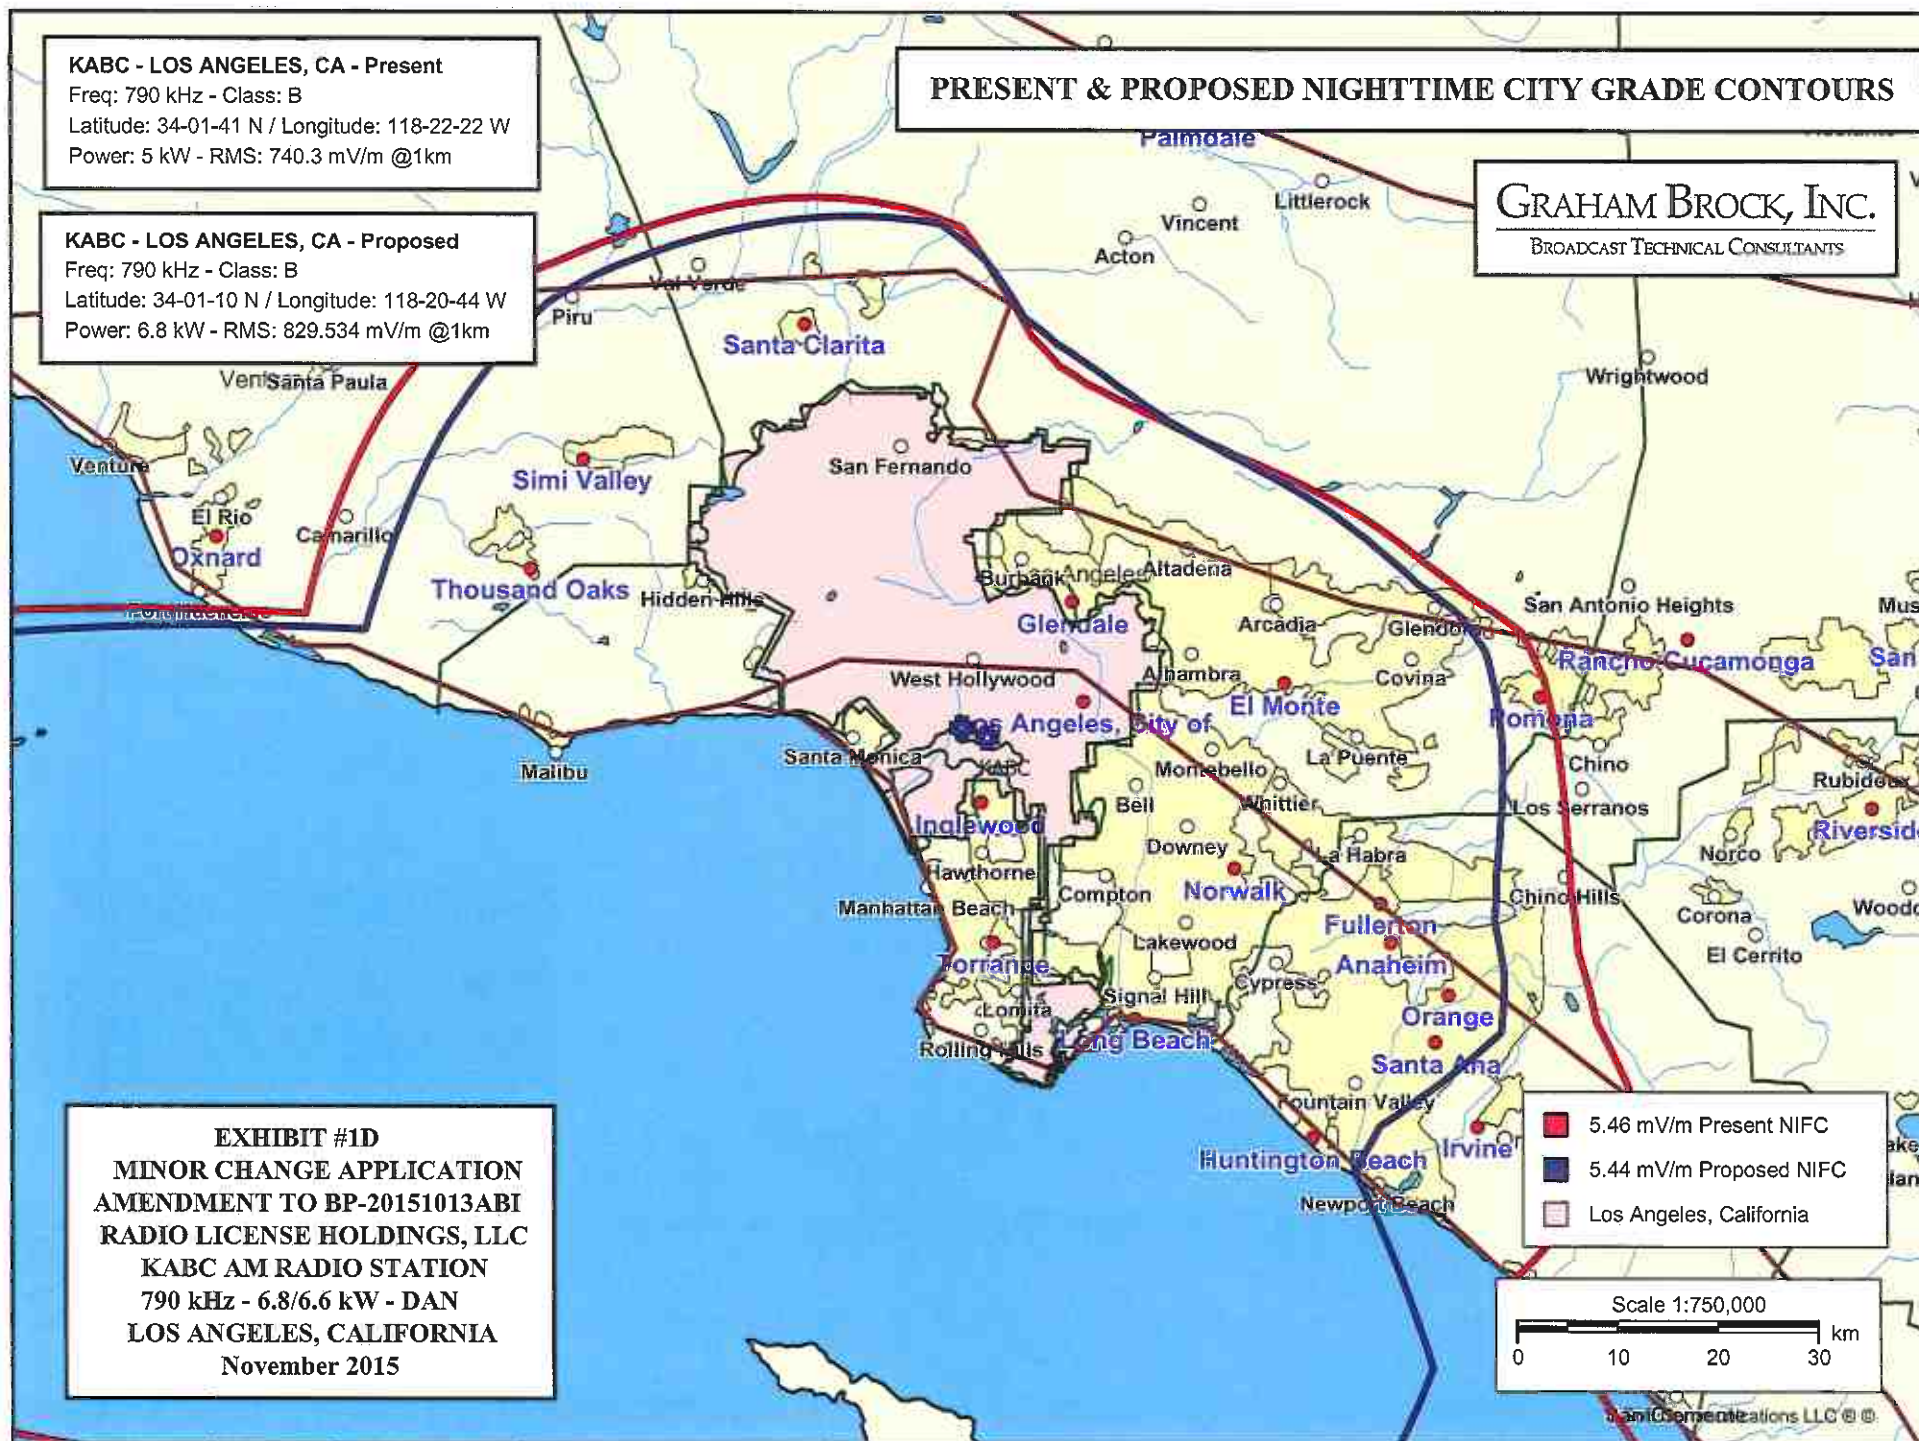 KABC - LOS ANGELES, CA - Present
Freq: 790 kHz - Class: B
Latitude: 34-01-41 N / Longitude: 118-22-22 W
Power: 5 kW - RMS: 740.3 mV/m @1km
PRESENT & PROPOSED NIGHTTIME CITY GRADE CONTOURS
Palmdale
GRAHAM BROCK, INC.
BROADCAST TECHNICAL CONSULTANTS
KABC - LOS ANGELES, CA - Proposed
Freq: 790 kHz - Class: B
Latitude: 34-01-10 N / Longitude: 118-20-44 W
Power: 6.8 kW - RMS: 829.534 mV/m @1km
Littlerock
Vincent
Acton
Val Verde
Piru
Santa Clarita
Wrightwood
Santa Paula
Ventura
San Fernando
Simi Valley
El Rio
Camarillo
Oxnard
Thousand Oaks
Hidden Hills
Burbank
Angeles
Altadena
Port Hueneme
Glendale
Arcadia
Glendora
San Antonio Heights
Mus
Rancho Cucamonga
San
West Hollywood
Alhambra
Covina
El Monte
Pomona
Los Angeles, City of
Santa Monica
KABC
Montebello
La Puente
Chino
Malibu
Rubidoux
Bell
Whittier
Los Serranos
Inglewood
Riverside
Downey
La Habra
Norco
Hawthorne
Compton
Norwalk
Chino Hills
Manhattan Beach
Corona
Woodc
Fullerton
Lakewood
El Cerrito
Torrance
Anaheim
Cypress
Signal Hill
Lomita
Orange
Rolling Hills
Long Beach
Santa Ana
Fountain Valley
Irvine
Huntington Beach
Newport Beach
5.46 mV/m Present NIFC
5.44 mV/m Proposed NIFC
Los Angeles, California
EXHIBIT #1D
MINOR CHANGE APPLICATION
AMENDMENT TO BP-20151013ABI
RADIO LICENSE HOLDINGS, LLC
KABC AM RADIO STATION
790 kHz - 6.8/6.6 kW - DAN
LOS ANGELES, CALIFORNIA
November 2015
Scale 1:750,000
km
0 10 20 30